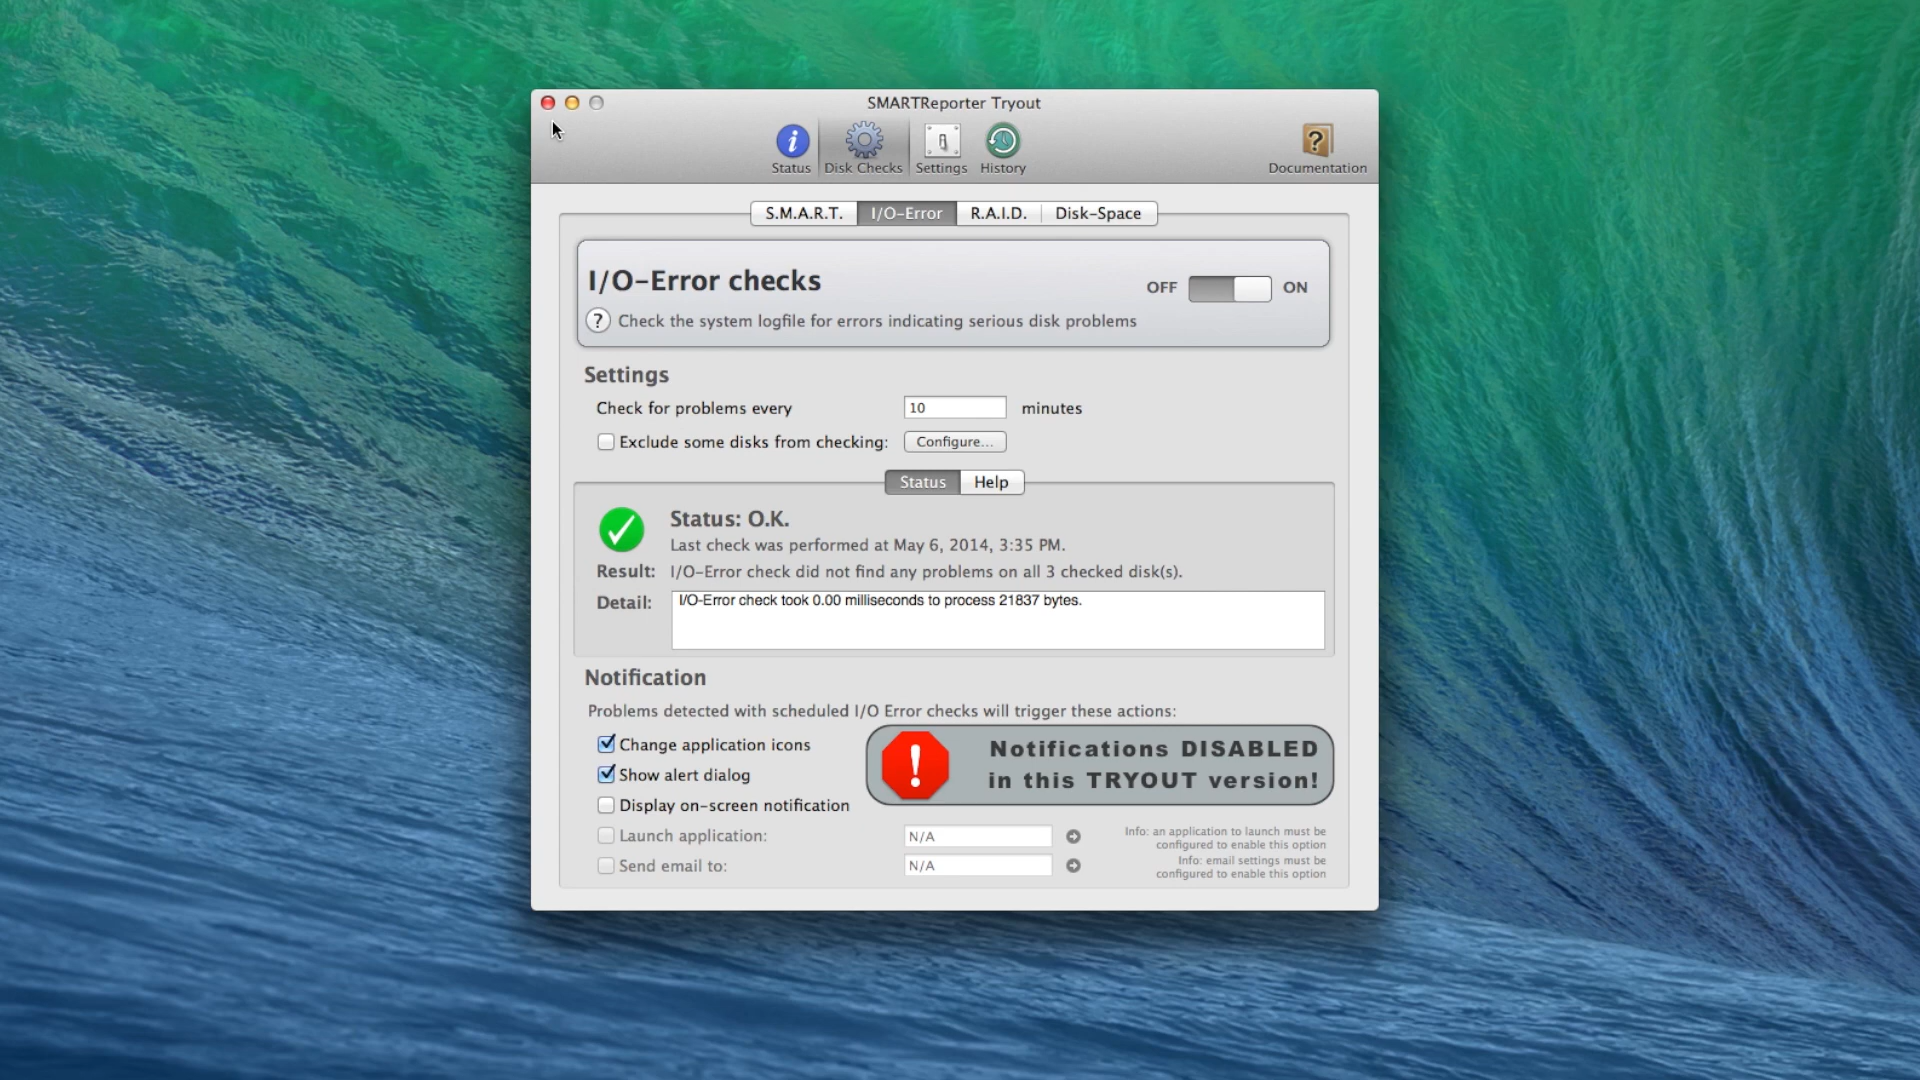 SMARTReporter Tryout
Status Disk Checks Settings History Documentation
S.M.A.R.T. I/O-Error R.A.I.D. Disk-Space
I/O-Error checks OFF ON
? Check the system logfile for errors indicating serious disk problems
Settings
Check for problems every 10 minutes
Exclude some disks from checking: Configure...
Status Help
Status: O.K.
Last check was performed at May 6, 2014, 3:35 PM.
Result: I/O-Error check did not find any problems on all 3 checked disk(s).
Detail: I/O-Error check took 0.00 milliseconds to process 21837 bytes.
Notification
Problems detected with scheduled I/O Error checks will trigger these actions:
Change application icons
Show alert dialog
Display on-screen notification
Notifications DISABLED
in this TRYOUT version!
Launch application: N/A
Info: an application to launch must be
configured to enable this option
Send email to: N/A
Info: email settings must be
configured to enable this option